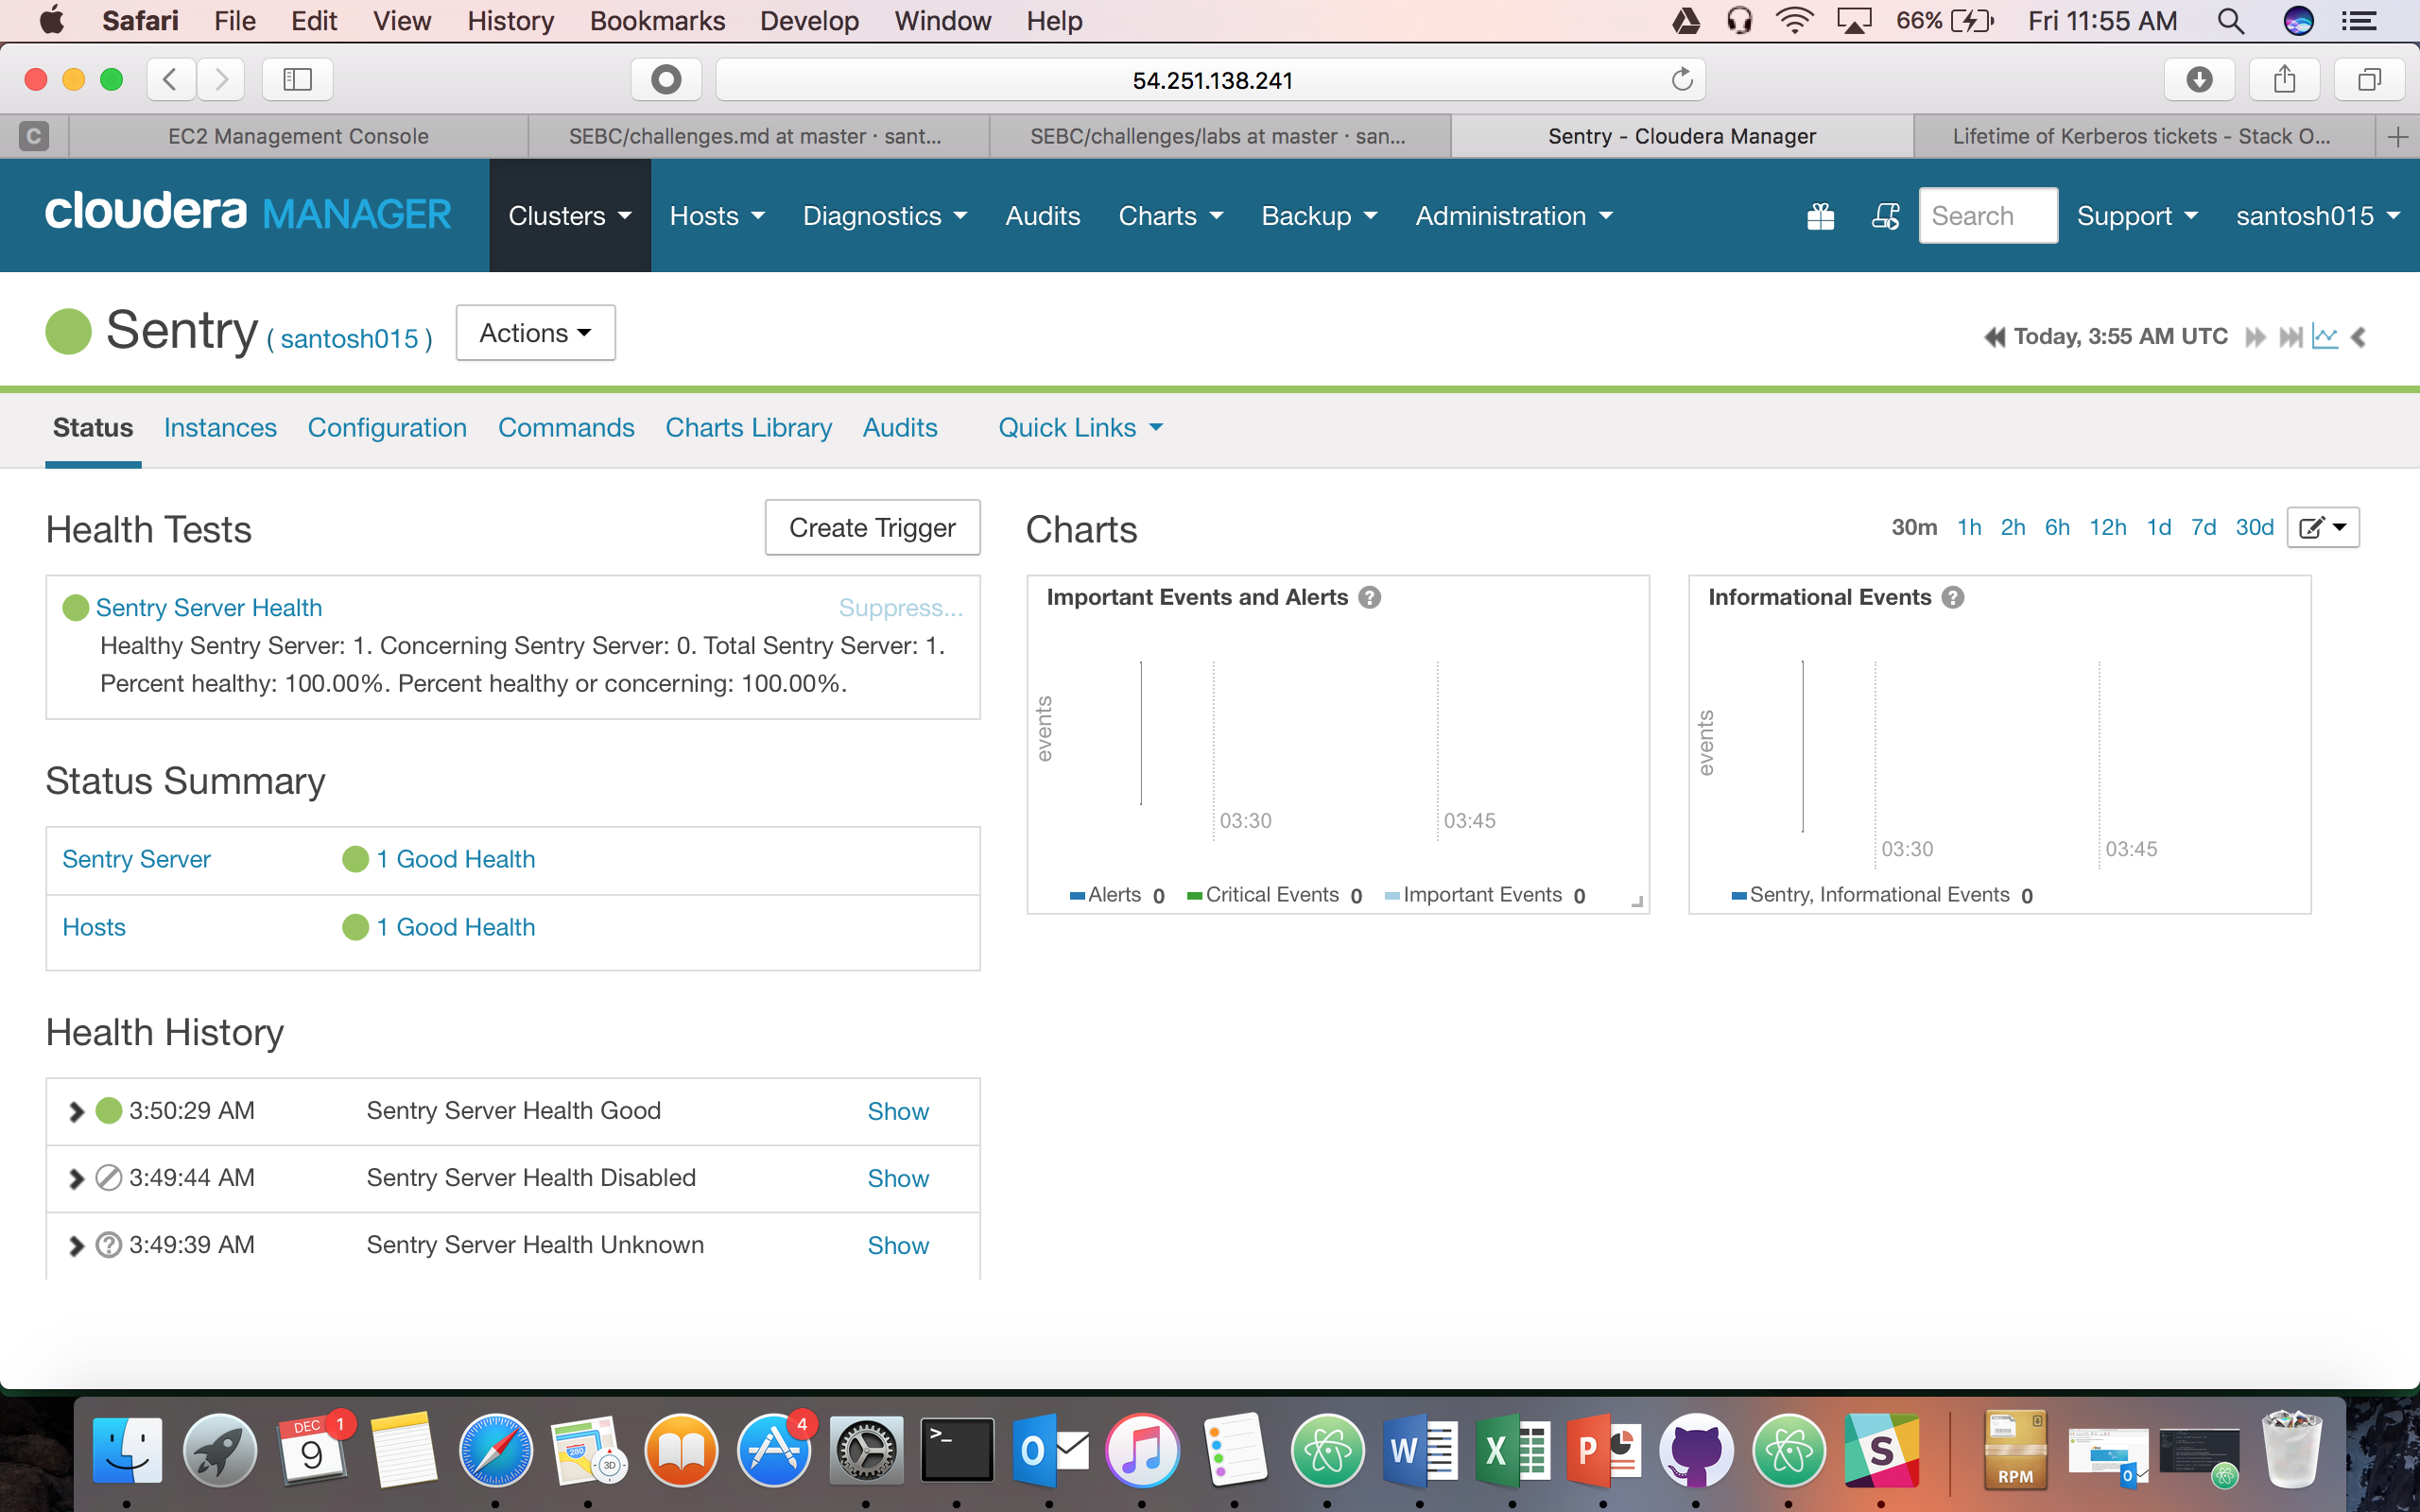 Safari File Edit View History Bookmarks Develop Window Help 66% Fri 11:55 AM
54.251.138.241
C EC2 Management Console SEBC/challenges.md at master · sant... SEBC/challenges/labs at master · san... Sentry - Cloudera Manager Lifetime of Kerberos tickets - Stack O...
cloudera MANAGER Clusters Hosts Diagnostics Audits Charts Backup Administration Search Support santosh015
Sentry ( santosh015 ) Actions Today, 3:55 AM UTC
Status Instances Configuration Commands Charts Library Audits Quick Links
Health Tests Create Trigger
Sentry Server Health Suppress...
Healthy Sentry Server: 1. Concerning Sentry Server: 0. Total Sentry Server: 1.
Percent healthy: 100.00%. Percent healthy or concerning: 100.00%.
Status Summary
Sentry Server 1 Good Health
Hosts 1 Good Health
Health History
3:50:29 AM Sentry Server Health Good Show
3:49:44 AM Sentry Server Health Disabled Show
3:49:39 AM Sentry Server Health Unknown Show
Charts 30m 1h 2h 6h 12h 1d 7d 30d
Important Events and Alerts ?
events
03:30 03:45
Alerts 0 Critical Events 0 Important Events 0
Informational Events ?
events
03:30 03:45
Sentry, Informational Events 0
DEC 9 1
280 3D
4
>_
O
W
X
P
S
RPM
O